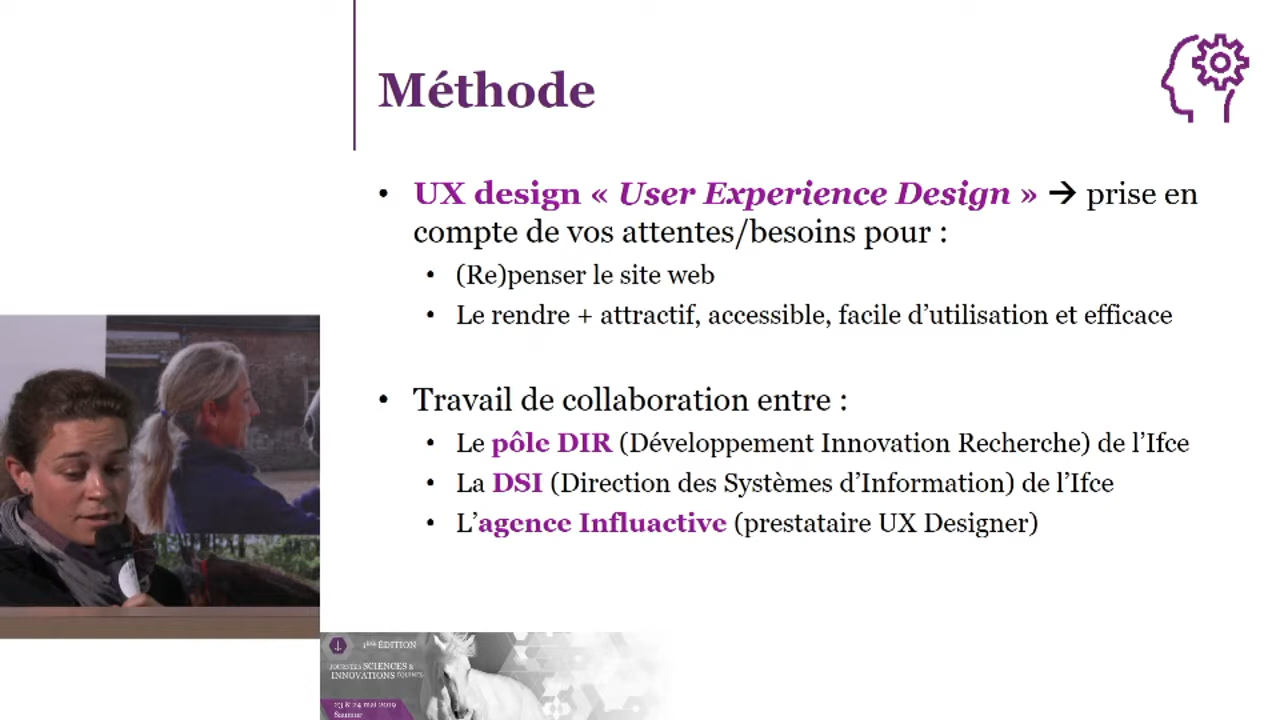 Méthode
• UX design « User Experience Design » → prise en
compte de vos attentes/besoins pour :
• (Re)penser le site web
• Le rendre + attractif, accessible, facile d’utilisation et efficace
• Travail de collaboration entre :
• Le pôle DIR (Développement Innovation Recherche) de l’Ifce
• La DSI (Direction des Systèmes d’Information) de l’Ifce
• L’agence Influactive (prestataire UX Designer)
1ère ÉDITION
JOURNÉES SCIENCES &
INNOVATIONS ÉQUINES
23 & 24 mai 2019
Saumur